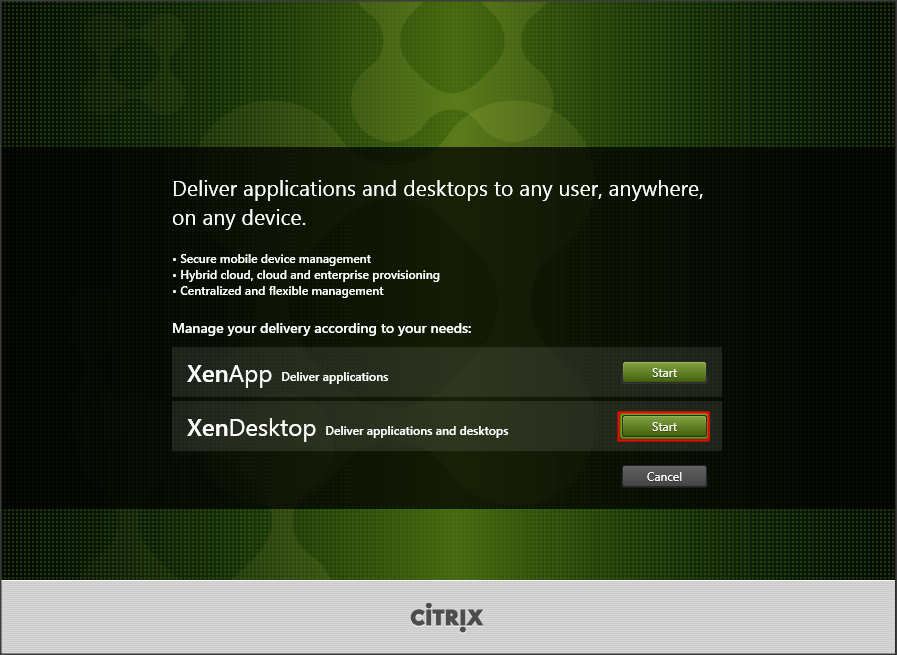 Deliver applications and desktops to any user, anywhere,
on any device.
• Secure mobile device management
• Hybrid cloud, cloud and enterprise provisioning
• Centralized and flexible management
Manage your delivery according to your needs:
XenApp Deliver applications Start
XenDesktop Deliver applications and desktops Start
Cancel
CITRIX